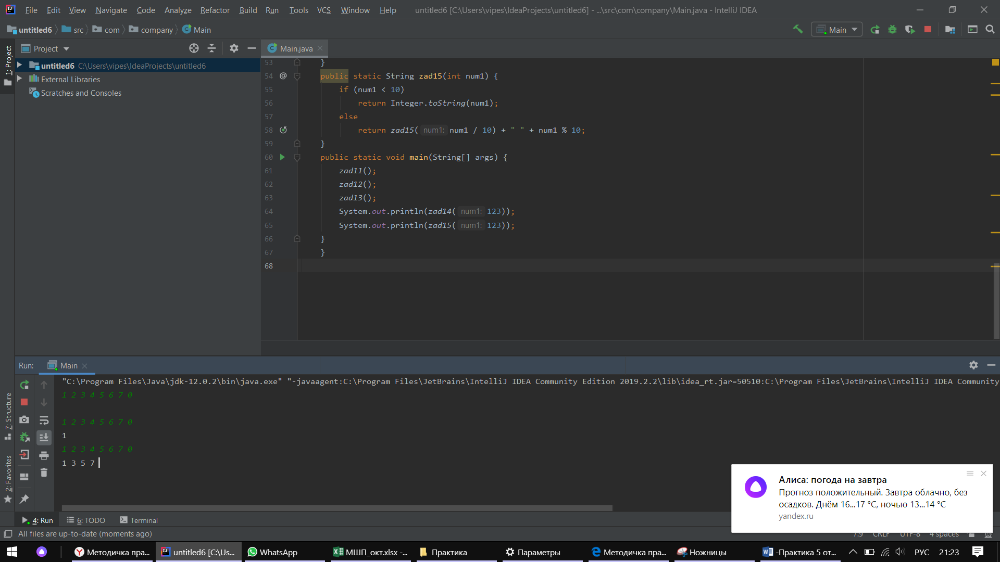 File Edit View Navigate Code Analyze Refactor Build Run Tools VCS Window Help untitled6 [C:\Users\vipes\IdeaProjects\untitled6] - ...\src\com\company\Main.java - IntelliJ IDEA
untitled6 src com company Main Main
Project Main.java
1: Project
untitled6 C:\Users\vipes\IdeaProjects\untitled6
External Libraries
Scratches and Consoles
53 }
54 @ public static String zad15(int num1) {
55 if (num1 < 10)
56 return Integer.toString(num1);
57 else
58 return zad15( num1: num1 / 10) + " " + num1 % 10;
59 }
60 public static void main(String[] args) {
61 zad11();
62 zad12();
63 zad13();
64 System.out.println(zad14( num1: 123));
65 System.out.println(zad15( num1: 123));
66 }
67 }
68
Run: Main
"C:\Program Files\Java\jdk-12.0.2\bin\java.exe" "-javaagent:C:\Program Files\JetBrains\IntelliJ IDEA Community Edition 2019.2.2\lib\idea_rt.jar=50510:C:\Program Files\JetBrains\IntelliJ IDEA Community
1 2 3 4 5 6 7 0
1 2 3 4 5 6 7 0
1
1 2 3 4 5 6 7 0
1 3 5 7
7: Structure
2: Favorites
Алиса: погода на завтра
Прогноз положительный. Завтра облачно, без
осадков. Днём 16...17 °C, ночью 13...14 °C
yandex.ru
4: Run 6: TODO Terminal
All files are up-to-date (moments ago) 7:9 CRLF UTF-8 4 spaces
Методичка пра... untitled6 [C:\Us... WhatsApp МШП_окт.xlsx -... Практика Параметры Методичка пра... Ножницы -Практика 5 от... РУС 21:23